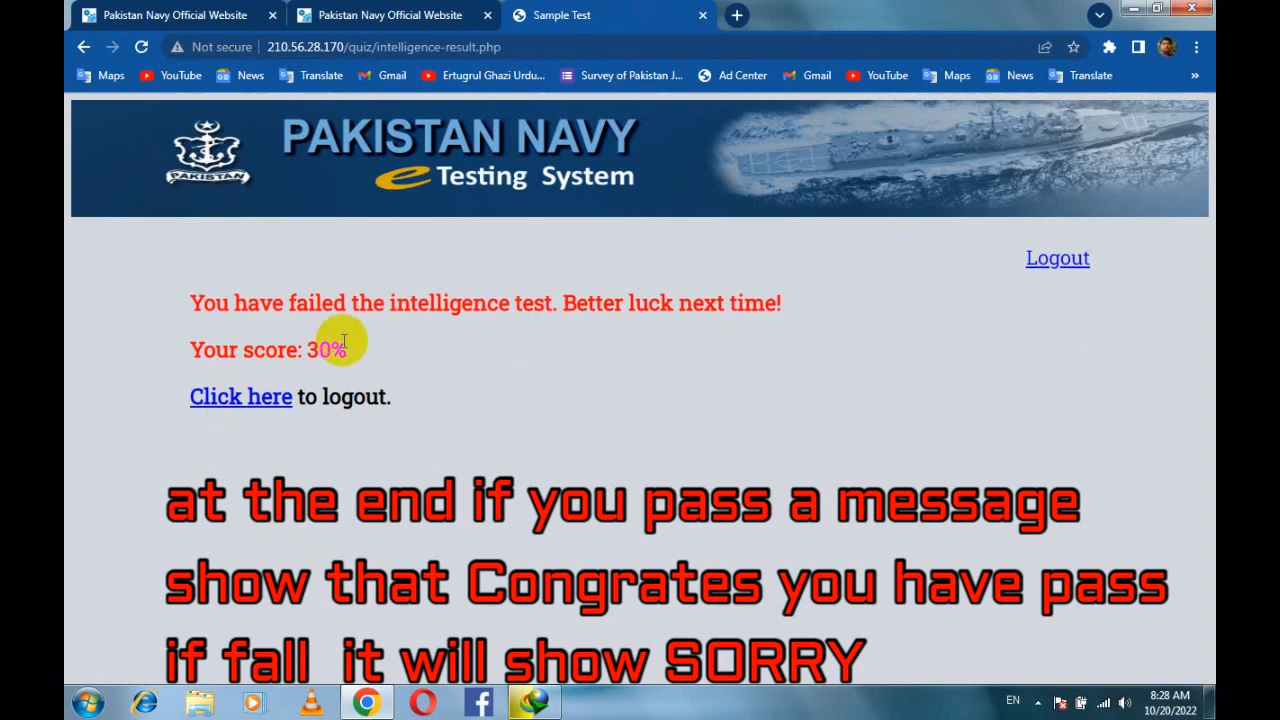 Pakistan Navy Official Website
Pakistan Navy Official Website
Sample Test
Not secure
210.56.28.170/quiz/intelligence-result.php
Maps
YouTube
News
Translate
Gmail
Ertugrul Ghazi Urdu...
Survey of Pakistan J...
Ad Center
Gmail
YouTube
Maps
News
Translate
»
PAKISTAN
PAKISTAN NAVY
e Testing System
Logout
You have failed the intelligence test. Better luck next time!
Your score: 30%
Click here to logout.
at the end if you pass a message
show that Congrates you have pass
if fall it will show SORRY
EN
8:28 AM
10/20/2022